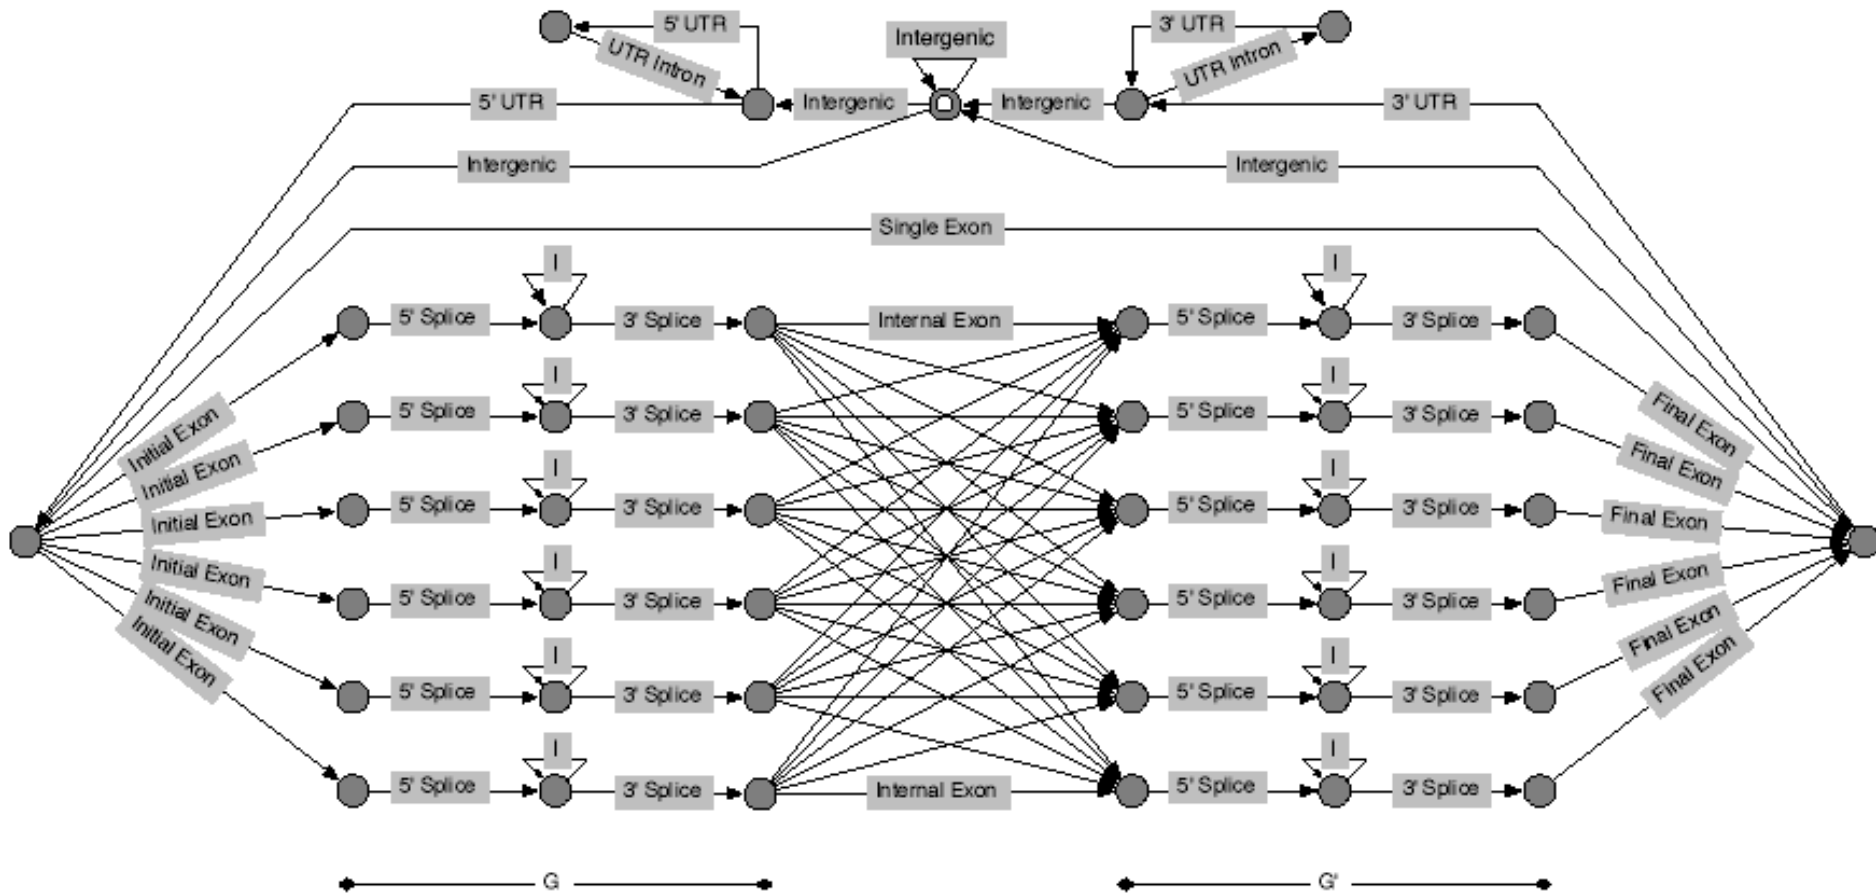 5' UTR
3' UTR
Intergenic
UTR Intron
UTR Intron
5' UTR
Intergenic
Intergenic
3' UTR
Intergenic
Intergenic
Single Exon
I
I
5' Splice
3' Splice
Internal Exon
5' Splice
3' Splice
I
I
Initial Exon
5' Splice
3' Splice
5' Splice
3' Splice
Final Exon
Initial Exon
I
I
Final Exon
Initial Exon
5' Splice
3' Splice
5' Splice
3' Splice
Final Exon
Initial Exon
I
I
Final Exon
Initial Exon
5' Splice
3' Splice
5' Splice
3' Splice
Final Exon
Initial Exon
I
I
Final Exon
5' Splice
3' Splice
5' Splice
3' Splice
I
I
5' Splice
3' Splice
Internal Exon
5' Splice
3' Splice
G
G'